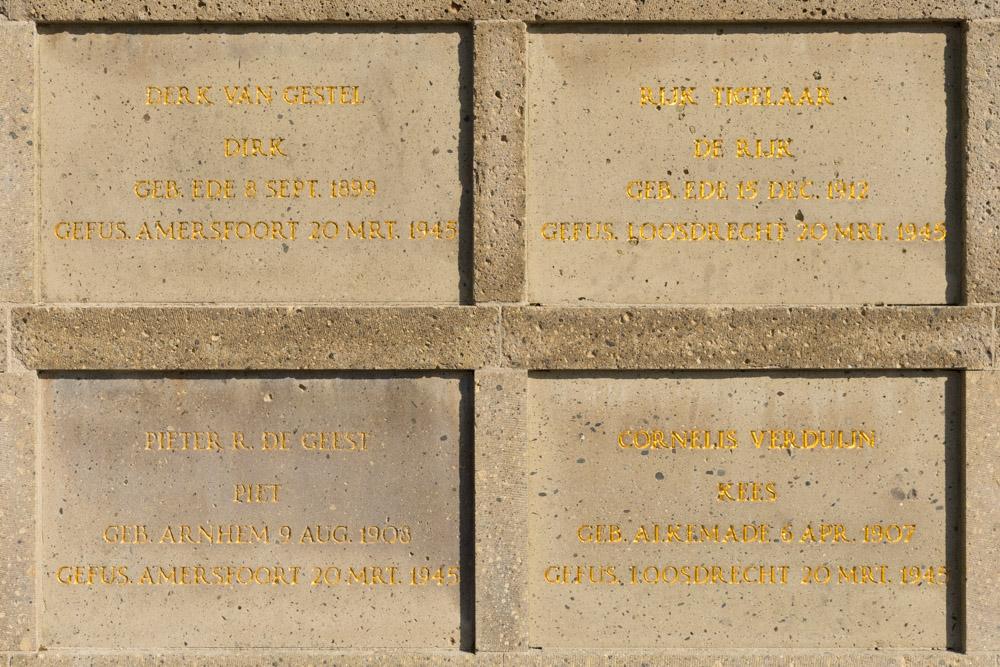 DERK VAN GESTEL
DIRK
GEB. EDE 8 SEPT. 1899
GEFUS. AMERSFOORT 20 MRT. 1945
RIJK TIGELAAR
DE RIJK
GEB. EDE 15 DEC. 1912
GEFUS. LOOSDRECHT 20 MRT. 1945
PIETER R. DE GEEST
PIET
GEB. ARNHEM 9 AUG. 1908
GEFUS. AMERSFOORT 20 MRT. 1945
CORNELIS VERDUIJN
KEES
GEB. ALKEMADE 6 APR. 1907
GEFUS. LOOSDRECHT 20 MRT. 1945